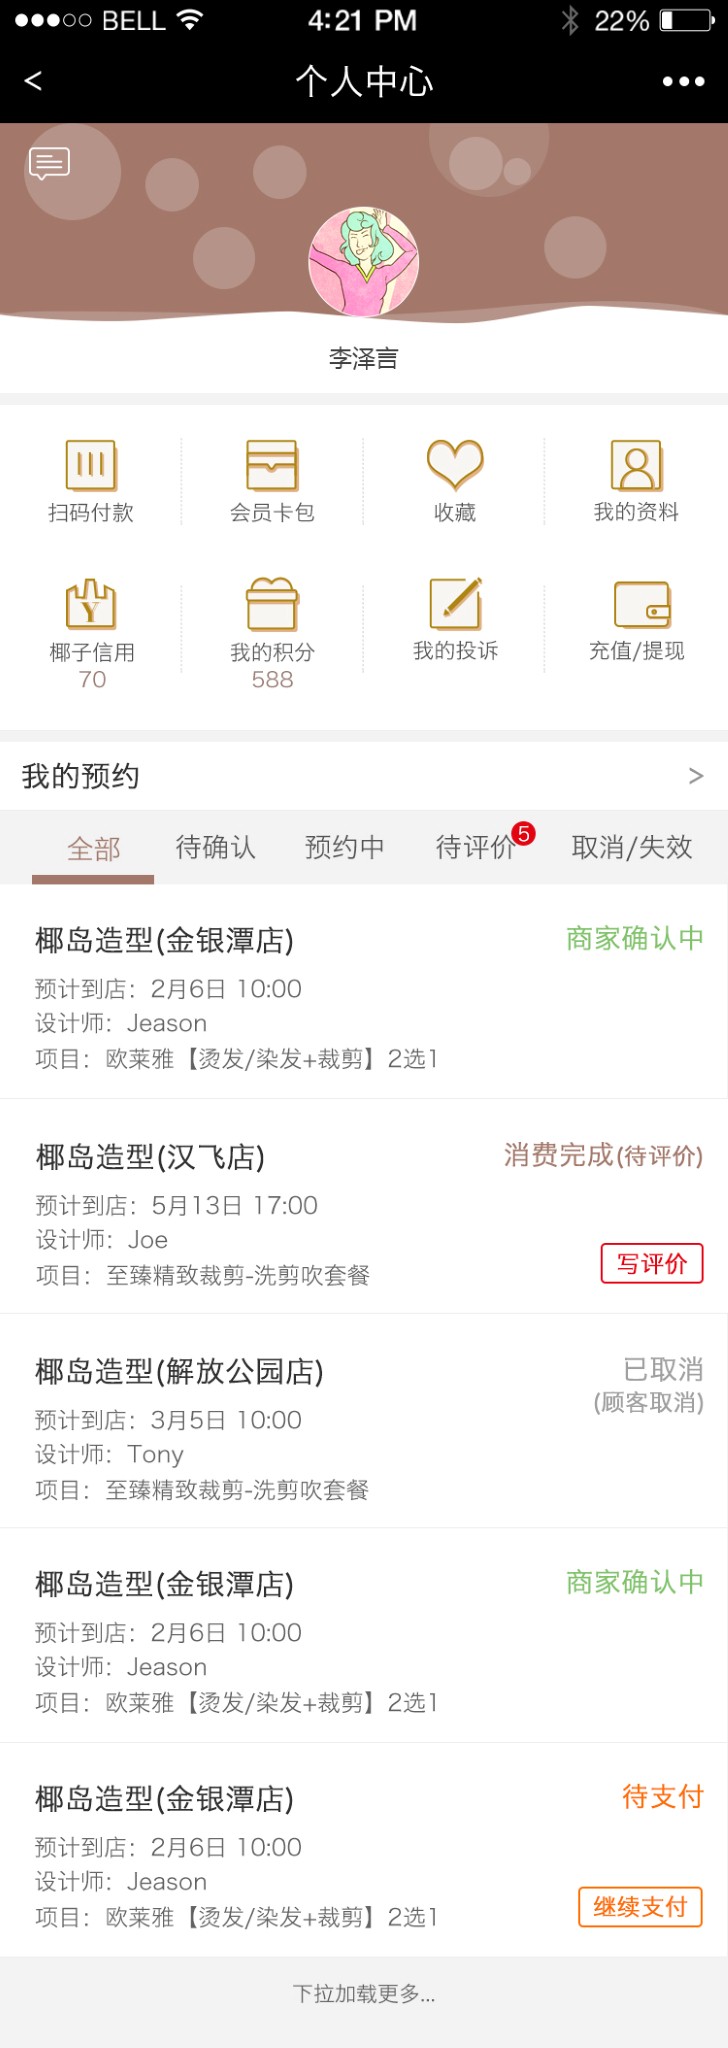 BELL 4:21 PM 22%
< 个人中心
李泽言
扫码付款 会员卡包 收藏 我的资料
椰子信用 我的积分 我的投诉 充值/提现
70 588
我的预约 >
全部 待确认 预约中 待评价 5 取消/失效
椰岛造型(金银潭店) 商家确认中
预计到店：2月6日 10:00
设计师：Jeason
项目：欧莱雅【烫发/染发+裁剪】2选1
椰岛造型(汉飞店) 消费完成(待评价)
预计到店：5月13日 17:00
设计师：Joe
项目：至臻精致裁剪-洗剪吹套餐 写评价
椰岛造型(解放公园店) 已取消
(顾客取消)
预计到店：3月5日 10:00
设计师：Tony
项目：至臻精致裁剪-洗剪吹套餐
椰岛造型(金银潭店) 商家确认中
预计到店：2月6日 10:00
设计师：Jeason
项目：欧莱雅【烫发/染发+裁剪】2选1
椰岛造型(金银潭店) 待支付
预计到店：2月6日 10:00
设计师：Jeason
项目：欧莱雅【烫发/染发+裁剪】2选1 继续支付
下拉加载更多...